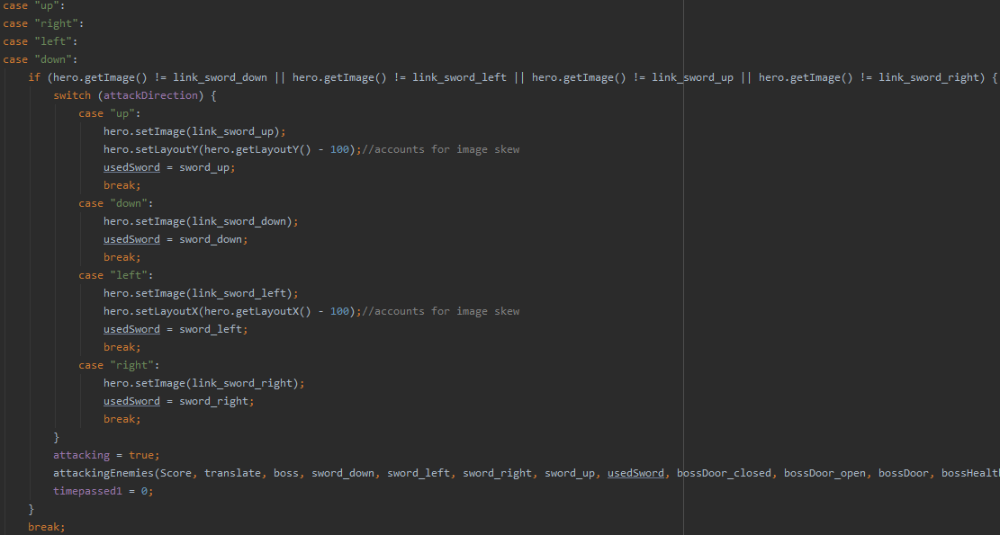 case "up":
case "right":
case "left":
case "down":
if (hero.getImage() != link_sword_down || hero.getImage() != link_sword_left || hero.getImage() != link_sword_up || hero.getImage() != link_sword_right) {
switch (attackDirection) {
case "up":
hero.setImage(link_sword_up);
hero.setLayoutY(hero.getLayoutY() - 100);//accounts for image skew
usedSword = sword_up;
break;
case "down":
hero.setImage(link_sword_down);
usedSword = sword_down;
break;
case "left":
hero.setImage(link_sword_left);
hero.setLayoutX(hero.getLayoutX() - 100);//accounts for image skew
usedSword = sword_left;
break;
case "right":
hero.setImage(link_sword_right);
usedSword = sword_right;
break;
}
attacking = true;
attackingEnemies(Score, translate, boss, sword_down, sword_left, sword_right, sword_up, usedSword, bossDoor_closed, bossDoor_open, bossDoor,
timepassed1 = 0;
}
break;